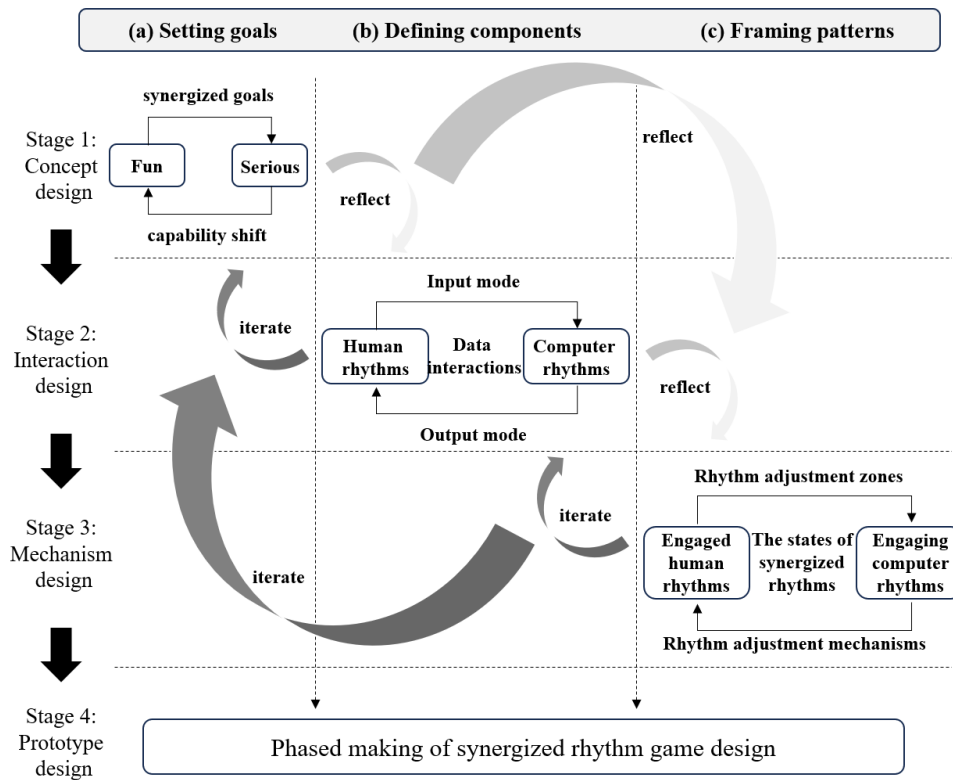 (a) Setting goals
(b) Defining components
(c) Framing patterns
Stage 1:
Concept
design
synergized goals
Fun
Serious
capability shift
reflect
reflect
Stage 2:
Interaction
design
iterate
Input mode
Human
rhythms
Data
interactions
Computer
rhythms
Output mode
reflect
Stage 3:
Mechanism
design
iterate
iterate
Rhythm adjustment zones
Engaged
human
rhythms
The states of
synergized
rhythms
Engaging
computer
rhythms
Rhythm adjustment mechanisms
Stage 4:
Prototype
design
Phased making of synergized rhythm game design